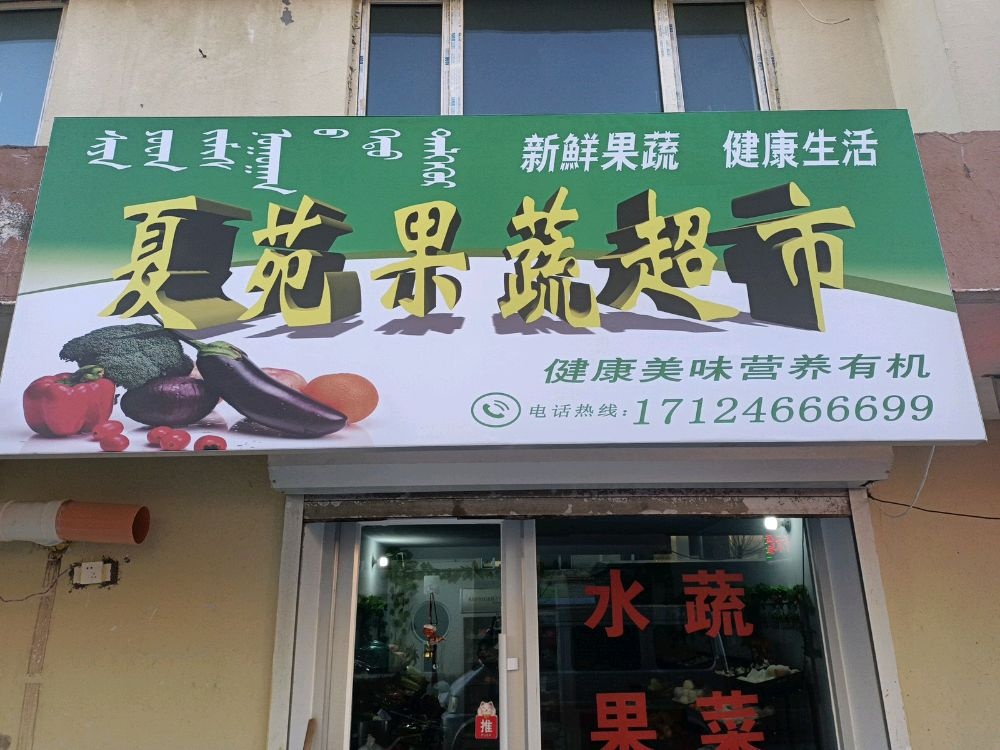 新鲜果蔬 健康生活
夏苑果蔬超市
健康美味营养有机
电话热线：17124666699
水果
蔬菜
推